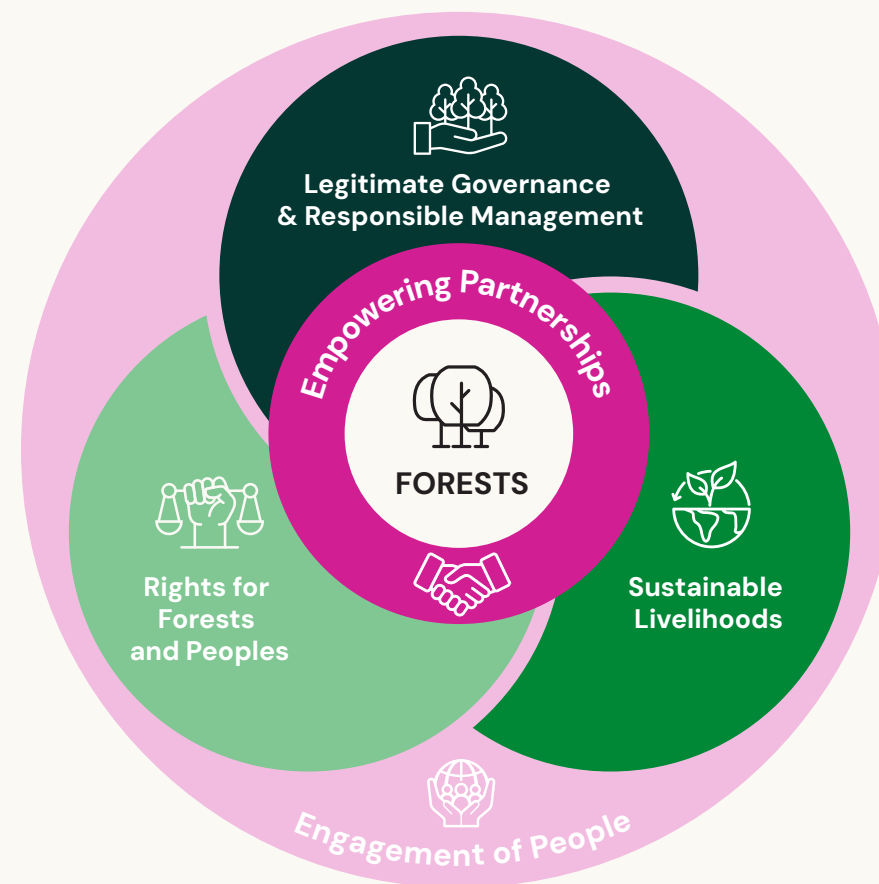 Legitimate Governance
& Responsible Management
Empowering Partnerships
FORESTS
Rights for
Forests
and Peoples
Sustainable
Livelihoods
Engagement of People